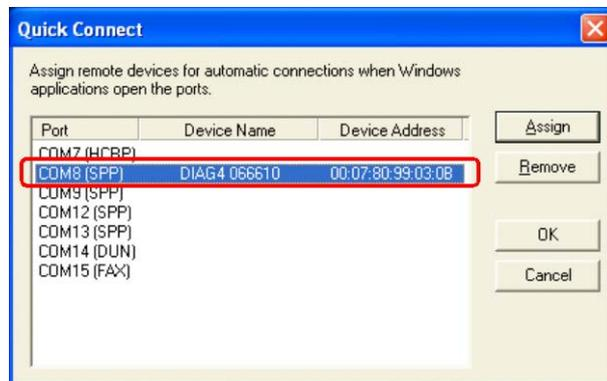 Quick Connect
Assign remote devices for automatic connections when Windows
applications open the ports.
Port Device Name Device Address
COM7 (HCRP)
COM8 (SPP) DIAG4 066610 00:07:80:99:03:0B
COM9 (SPP)
COM12 (SPP)
COM13 (SPP)
COM14 (DUN)
COM15 (FAX)
Assign
Remove
OK
Cancel